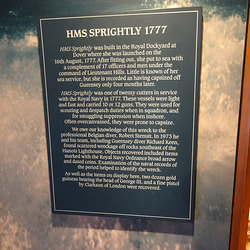 HMS SPRIGHTLY 1777
HMS Sprightly was built in the Royal Dockyard at
Dover where she was launched on the
16th August, 1777. After fitting out, she put to sea with
a complement of 17 officers and men under the
command of Lieutenant Hills. Little is known of her
sea service, but she is recorded as having capsized off
Guernsey only four months later.
HMS Sprightly was one of twenty cutters in service
with the Royal Navy in 1777. These vessels were light
and fast and carried 10 or 12 guns. They were used for
scouting and despatch duties when in squadron, and
for smuggling suppression when inshore.
Often overcanvassed, they were prone to capsize.
We owe our knowledge of this wreck to the
professional Belgian diver, Robert Stenuit. In 1973 he
and his team, including Guernsey diver Richard Keen,
found scattered wreckage off rocks southeast of the
Hanois Lighthouse. Objects recovered included items
marked with the Royal Navy Ordnance broad arrow
and dated coins. Examination of the naval records of
the period helped to identify the wreck.
As well as the items on display here, two dozen gold
guineas bearing the head of George III, and a fine pistol
by Clarkson of London were recovered.